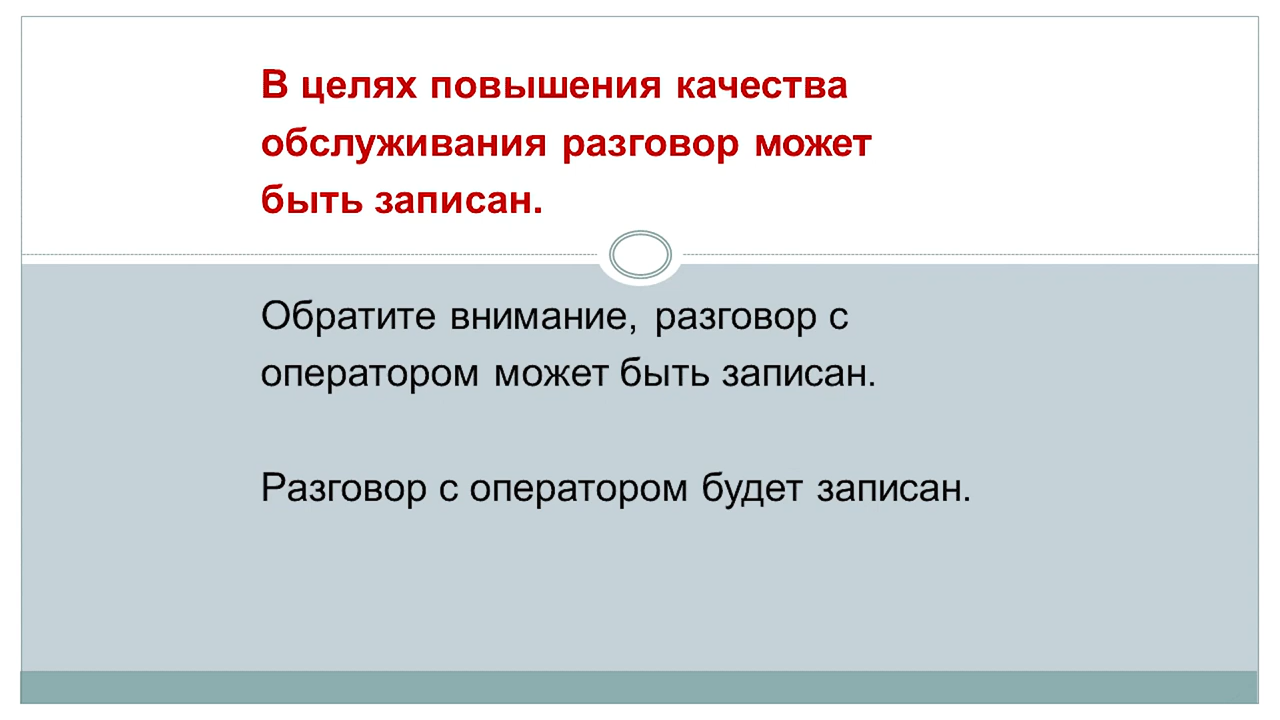 В целях повышения качества
обслуживания разговор может
быть записан.
Обратите внимание, разговор с
оператором может быть записан.
Разговор с оператором будет записан.